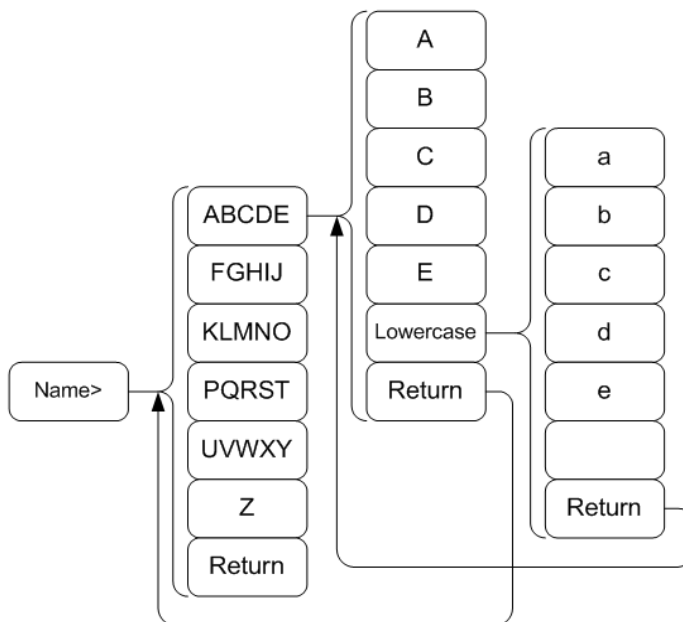 Name>
ABCDE
FGHIJ
KLMNO
PQRST
UVWXY
Z
Return
A
B
C
D
E
Lowercase
Return
a
b
c
d
e
Return